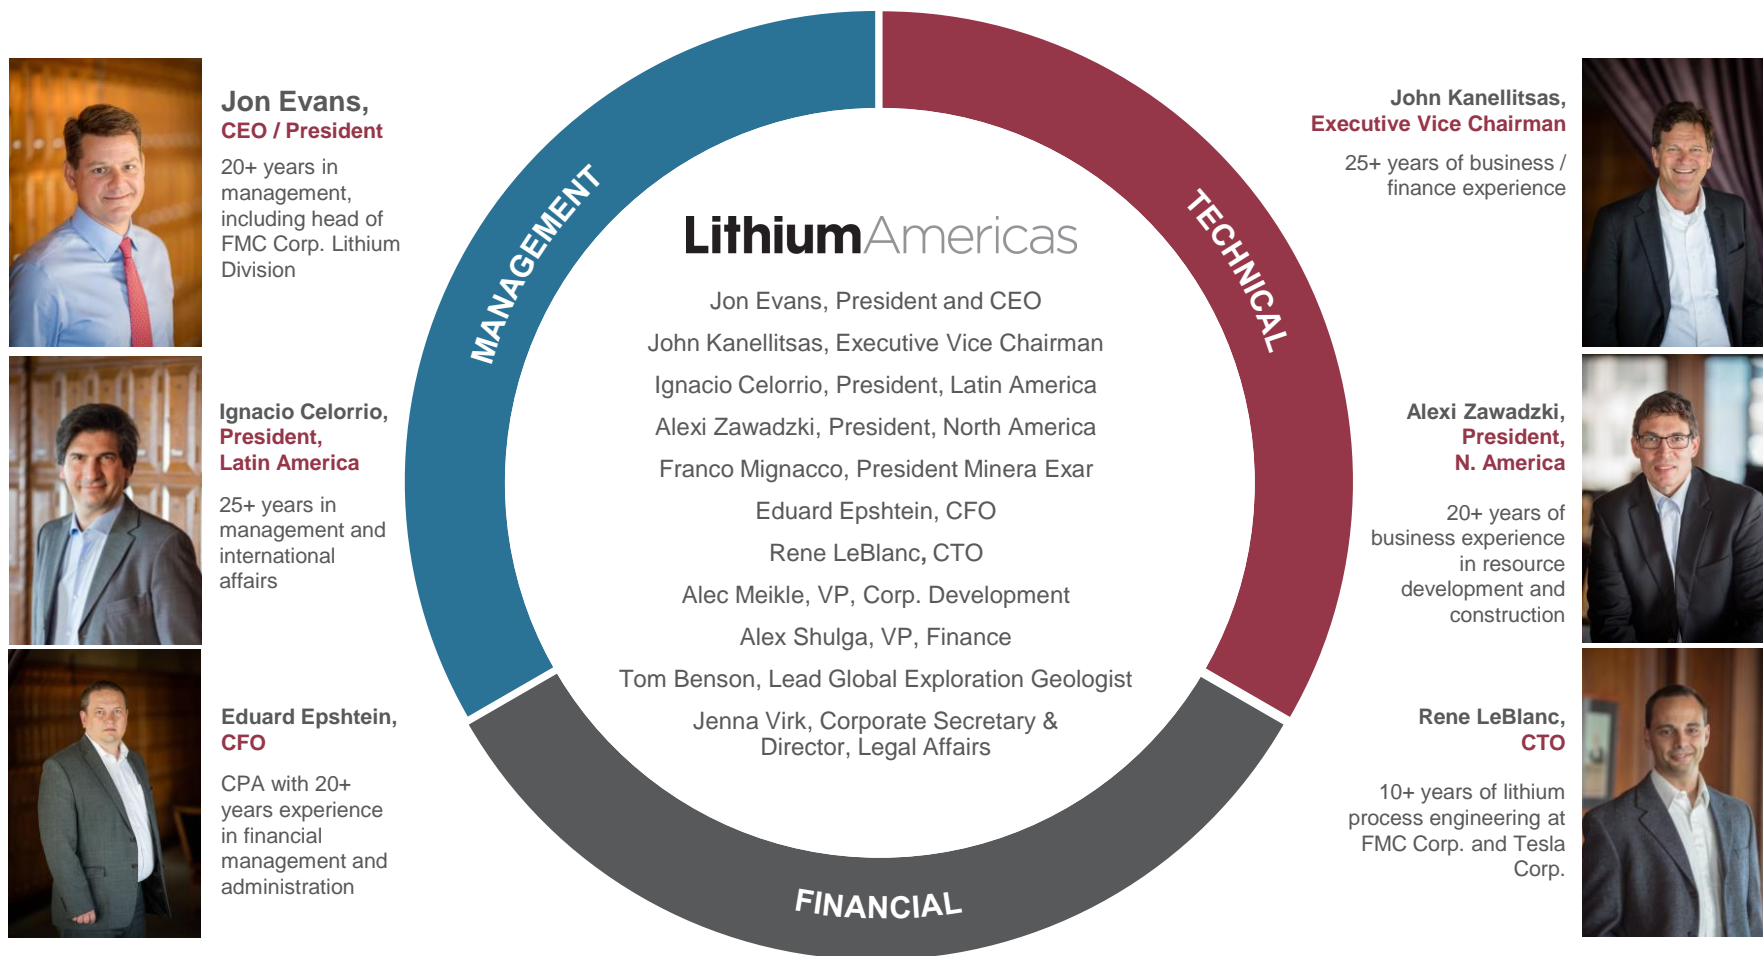 Jon Evans,
CEO / President
20+ years in
management,
including head of
FMC Corp. Lithium
Division
Ignacio Celorrio,
President,
Latin America
25+ years in
management and
international
affairs
Eduard Epshtein,
CFO
CPA with 20+
years experience
in financial
management and
administration
MANAGEMENT
TECHNICAL
FINANCIAL
LithiumAmericas
Jon Evans, President and CEO
John Kanellitsas, Executive Vice Chairman
Ignacio Celorrio, President, Latin America
Alexi Zawadzki, President, North America
Franco Mignacco, President Minera Exar
Eduard Epshtein, CFO
Rene LeBlanc, CTO
Alec Meikle, VP, Corp. Development
Alex Shulga, VP, Finance
Tom Benson, Lead Global Exploration Geologist
Jenna Virk, Corporate Secretary &
Director, Legal Affairs
John Kanellitsas,
Executive Vice Chairman
25+ years of business /
finance experience
Alexi Zawadzki,
President,
N. America
20+ years of
business experience
in resource
development and
construction
Rene LeBlanc,
CTO
10+ years of lithium
process engineering at
FMC Corp. and Tesla
Corp.